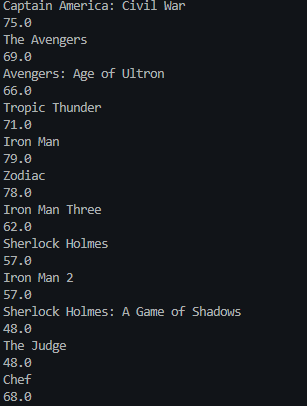 Captain America: Civil War
75.0
The Avengers
69.0
Avengers: Age of Ultron
66.0
Tropic Thunder
71.0
Iron Man
79.0
Zodiac
78.0
Iron Man Three
62.0
Sherlock Holmes
57.0
Iron Man 2
57.0
Sherlock Holmes: A Game of Shadows
48.0
The Judge
48.0
Chef
68.0